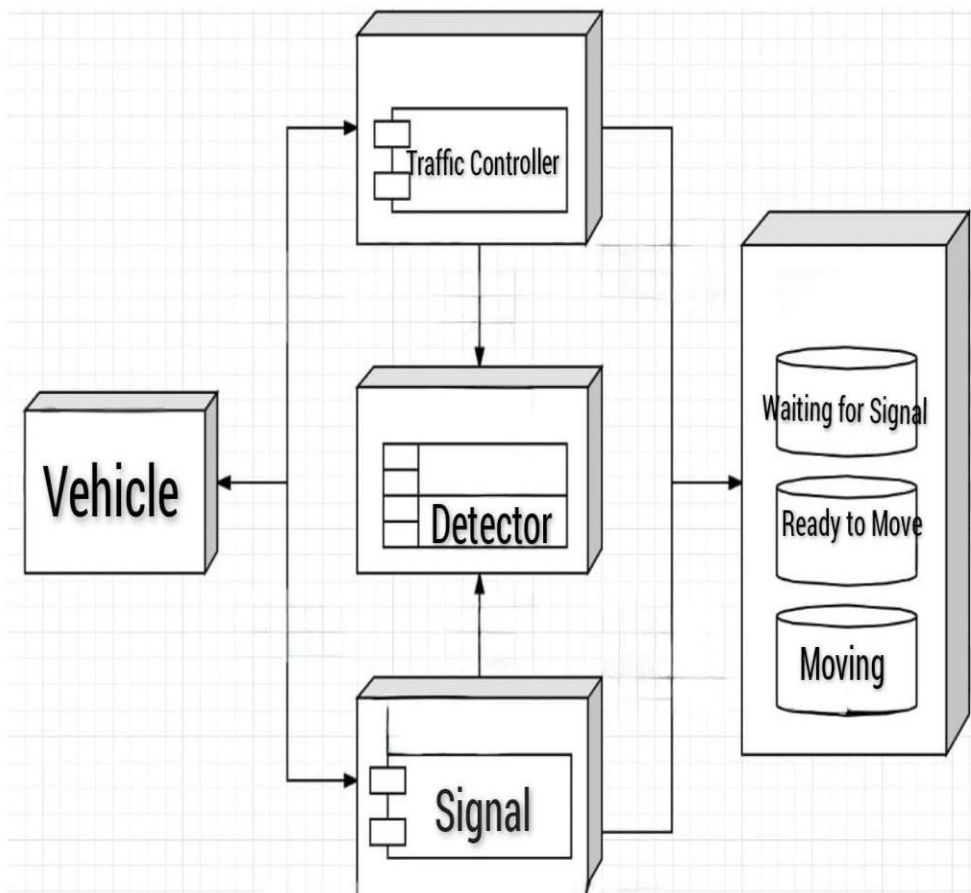 Traffic Controller
Vehicle
Detector
Signal
Waiting for Signal
Ready to Move
Moving